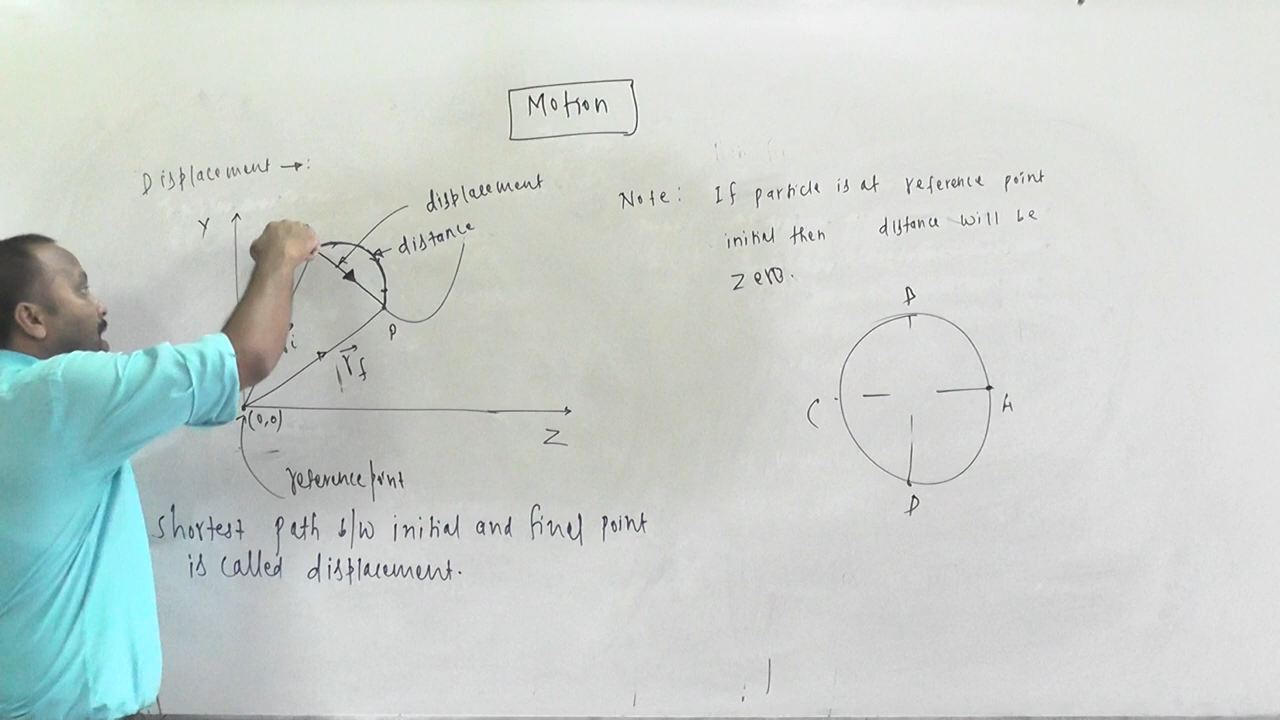 Motion
Displacement →:
displacement
distance
Y
P
i
r⃗f
(0,0)
Z
reference point
Shortest path b/w initial and final point
is called displacement.
Note: If particle is at reference point
initial then distance will be
zero.
C
A